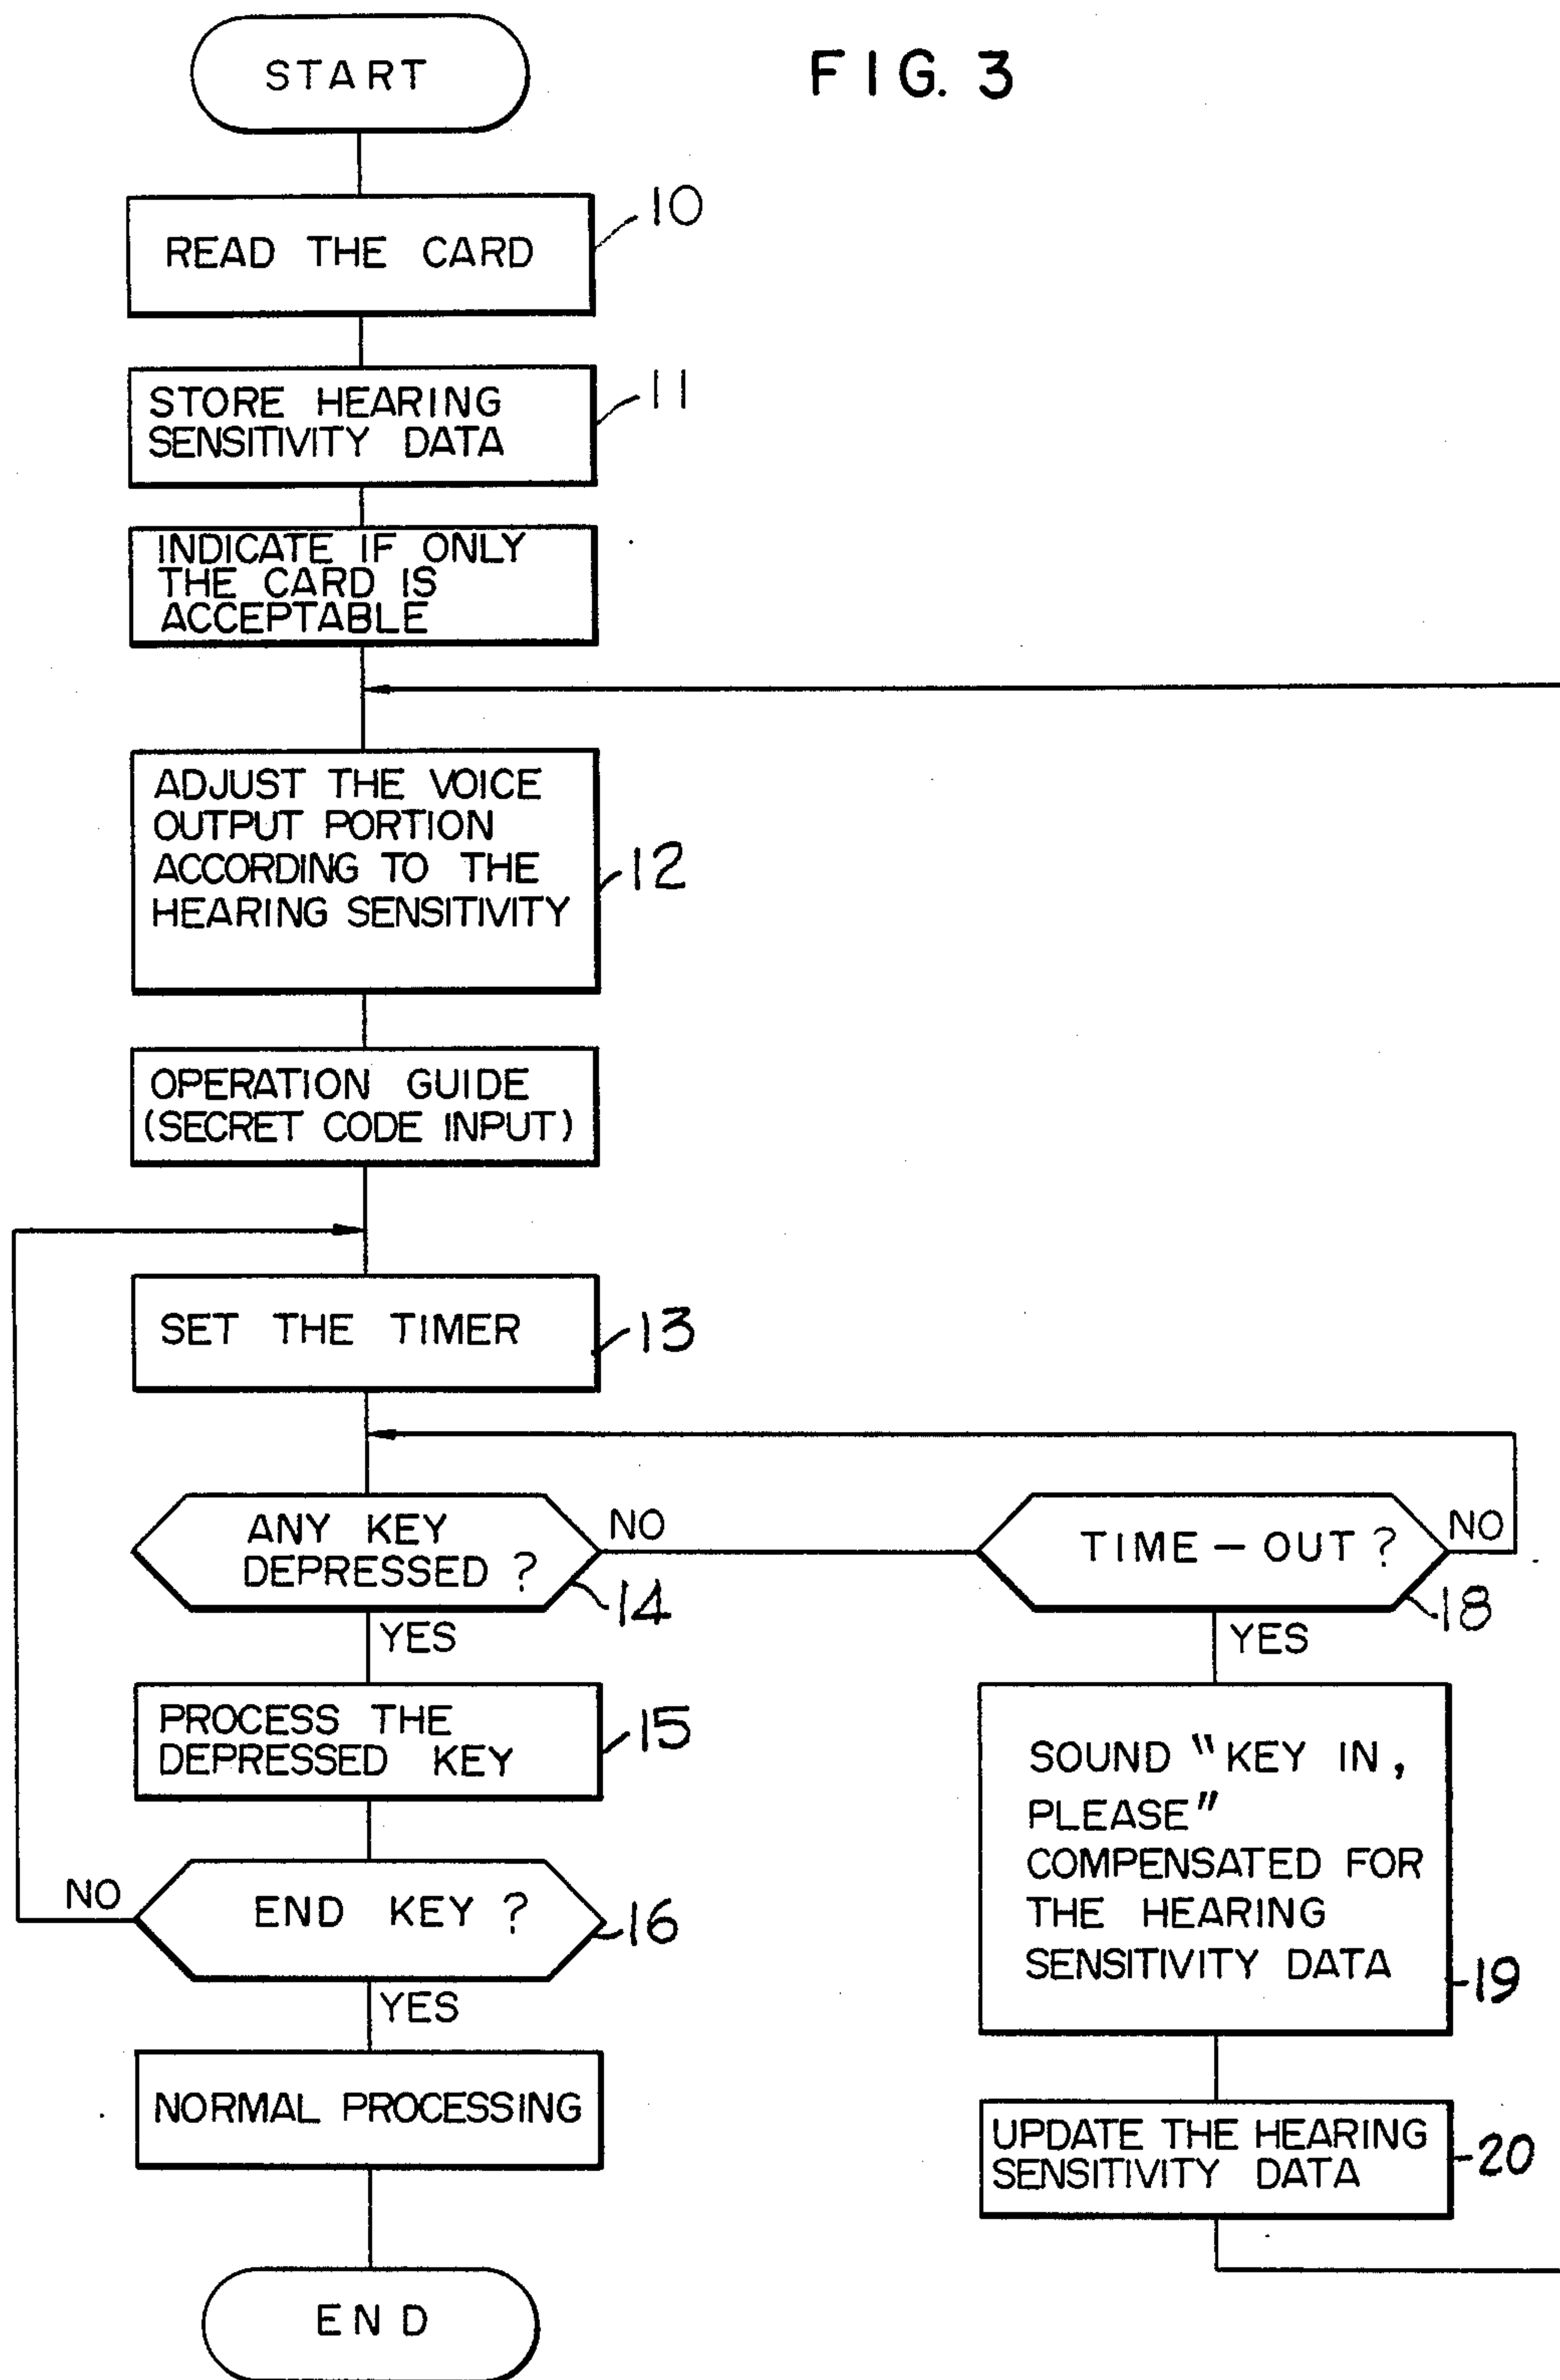 START
FIG. 3
READ THE CARD
10
STORE HEARING
SENSITIVITY DATA
11
INDICATE IF ONLY
THE CARD IS
ACCEPTABLE
ADJUST THE VOICE
OUTPUT PORTION
ACCORDING TO THE
HEARING SENSITIVITY
12
OPERATION GUIDE
(SECRET CODE INPUT)
SET THE TIMER
13
ANY KEY
DEPRESSED ?
NO
14
YES
TIME - OUT ?
NO
18
YES
PROCESS THE
DEPRESSED KEY
15
SOUND "KEY IN,
PLEASE"
COMPENSATED FOR
THE HEARING
SENSITIVITY DATA
19
NO
END KEY ?
16
YES
NORMAL PROCESSING
UPDATE THE HEARING
SENSITIVITY DATA
20
END